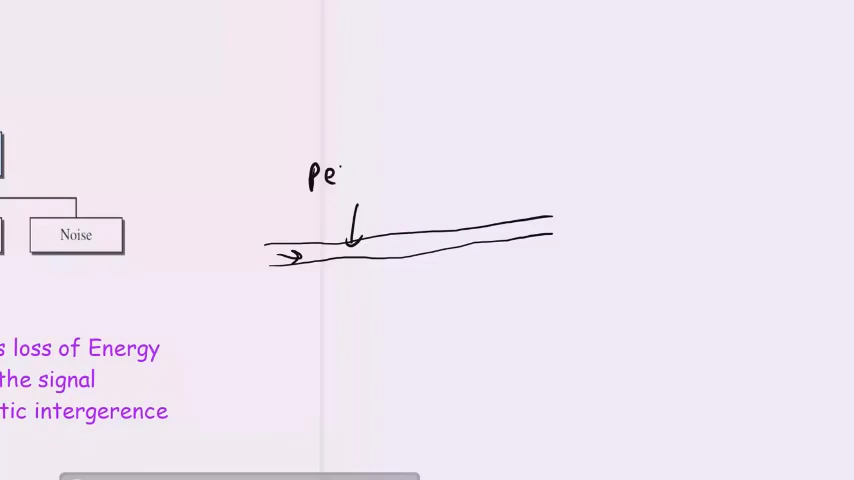 pe
Noise
s loss of Energy
the signal
tic intergerence